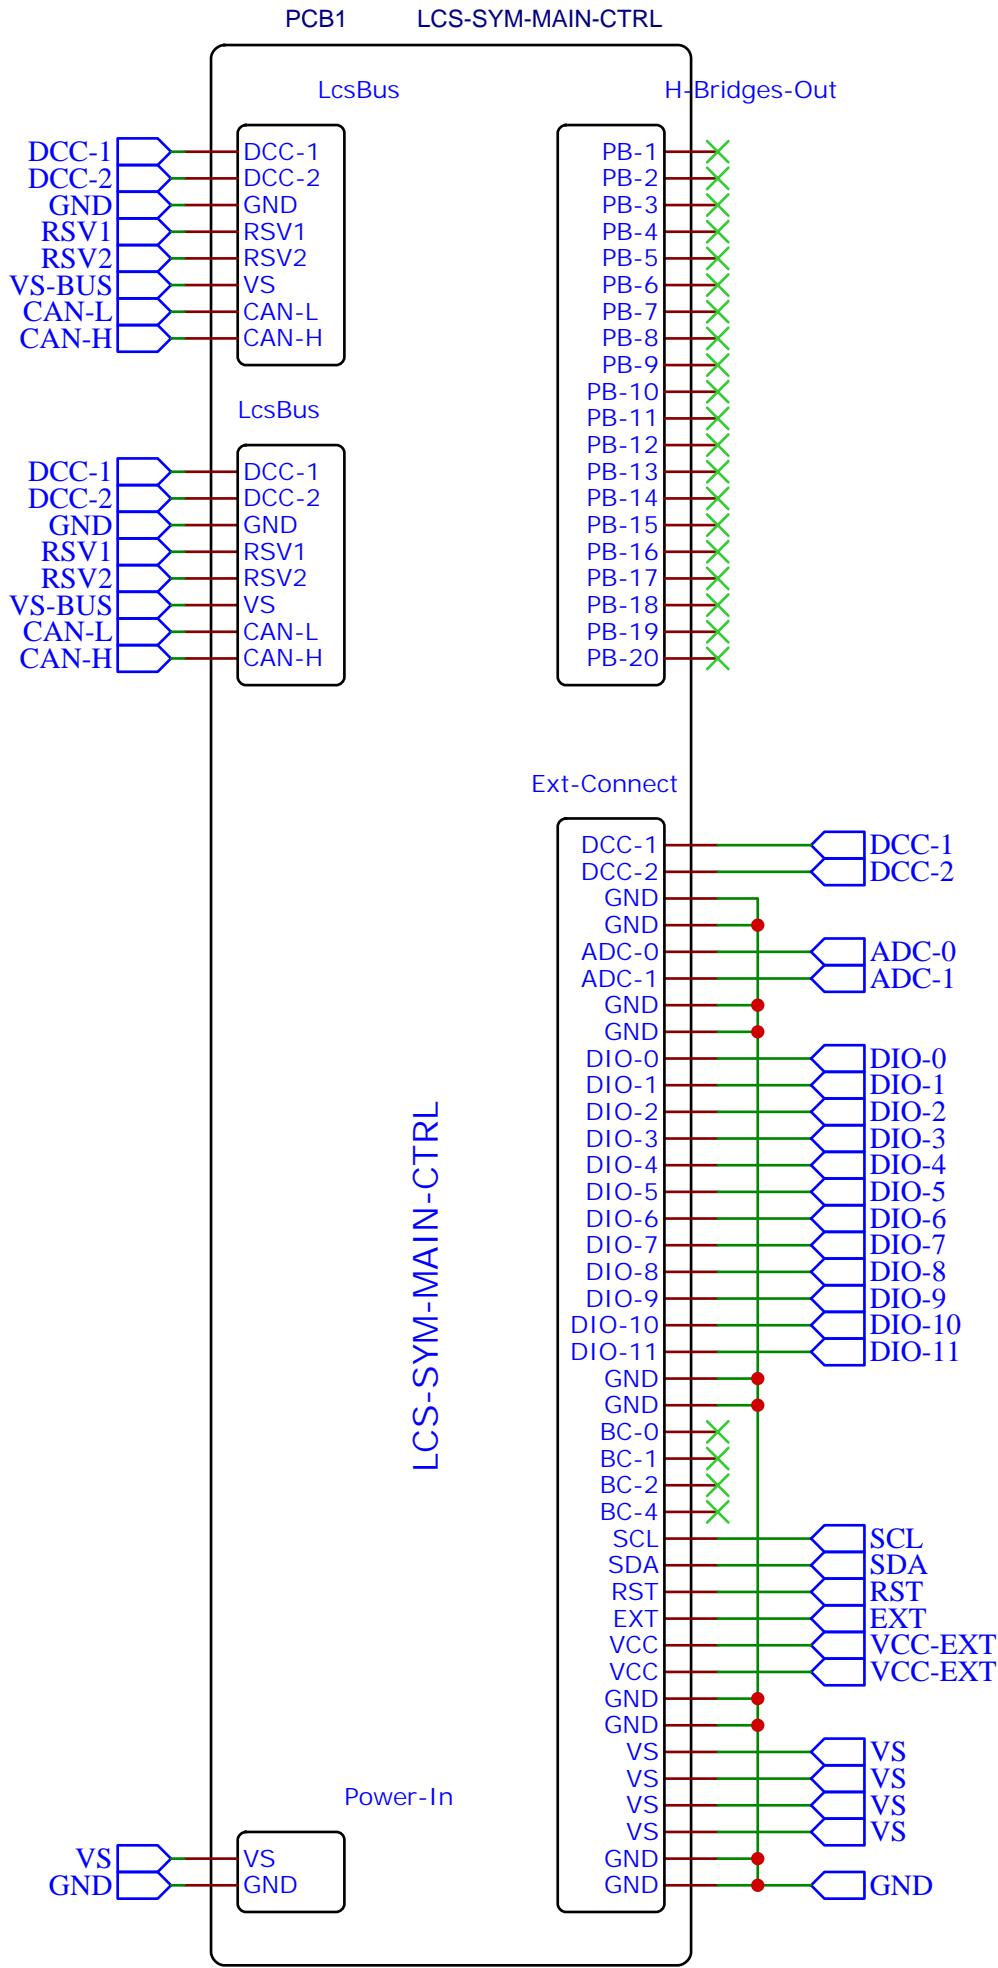 PCB1 LCS-SYM-MAIN-CTRL
LcsBus
DCC-1 DCC-1
DCC-2 DCC-2
GND GND
RSV1 RSV1
RSV2 RSV2
VS-BUS VS
CAN-L CAN-L
CAN-H CAN-H
LcsBus
DCC-1 DCC-1
DCC-2 DCC-2
GND GND
RSV1 RSV1
RSV2 RSV2
VS-BUS VS
CAN-L CAN-L
CAN-H CAN-H
H-Bridges-Out
PB-1
PB-2
PB-3
PB-4
PB-5
PB-6
PB-7
PB-8
PB-9
PB-10
PB-11
PB-12
PB-13
PB-14
PB-15
PB-16
PB-17
PB-18
PB-19
PB-20
LCS-SYM-MAIN-CTRL
Ext-Connect
DCC-1 DCC-1
DCC-2 DCC-2
GND
GND
ADC-0 ADC-0
ADC-1 ADC-1
GND
GND
DIO-0 DIO-0
DIO-1 DIO-1
DIO-2 DIO-2
DIO-3 DIO-3
DIO-4 DIO-4
DIO-5 DIO-5
DIO-6 DIO-6
DIO-7 DIO-7
DIO-8 DIO-8
DIO-9 DIO-9
DIO-10 DIO-10
DIO-11 DIO-11
GND
GND
BC-0
BC-1
BC-2
BC-4
SCL SCL
SDA SDA
RST RST
EXT EXT
VCC VCC-EXT
VCC VCC-EXT
GND
GND
VS VS
VS VS
VS VS
VS VS
GND
GND GND
Power-In
VS VS
GND GND